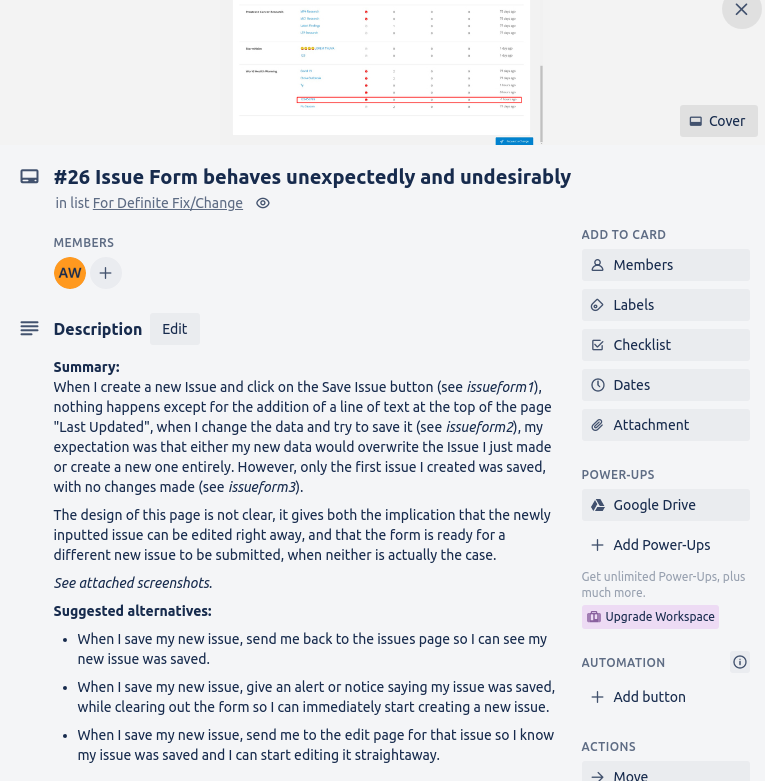 Cover
#26 Issue Form behaves unexpectedly and undesirably
in list For Definite Fix/Change
MEMBERS
AW
Description Edit
Summary:
When I create a new Issue and click on the Save Issue button (see issueform1),
nothing happens except for the addition of a line of text at the top of the page
"Last Updated", when I change the data and try to save it (see issueform2), my
expectation was that either my new data would overwrite the Issue I just made
or create a new one entirely. However, only the first issue I created was saved,
with no changes made (see issueform3).
The design of this page is not clear, it gives both the implication that the newly
inputted issue can be edited right away, and that the form is ready for a
different new issue to be submitted, when neither is actually the case.
See attached screenshots.
Suggested alternatives:
• When I save my new issue, send me back to the issues page so I can see my
new issue was saved.
• When I save my new issue, give an alert or notice saying my issue was saved,
while clearing out the form so I can immediately start creating a new issue.
• When I save my new issue, send me to the edit page for that issue so I know
my issue was saved and I can start editing it straightaway.
ADD TO CARD
Members
Labels
Checklist
Dates
Attachment
POWER-UPS
Google Drive
Add Power-Ups
Get unlimited Power-Ups, plus
much more.
Upgrade Workspace
AUTOMATION
Add button
ACTIONS
Move